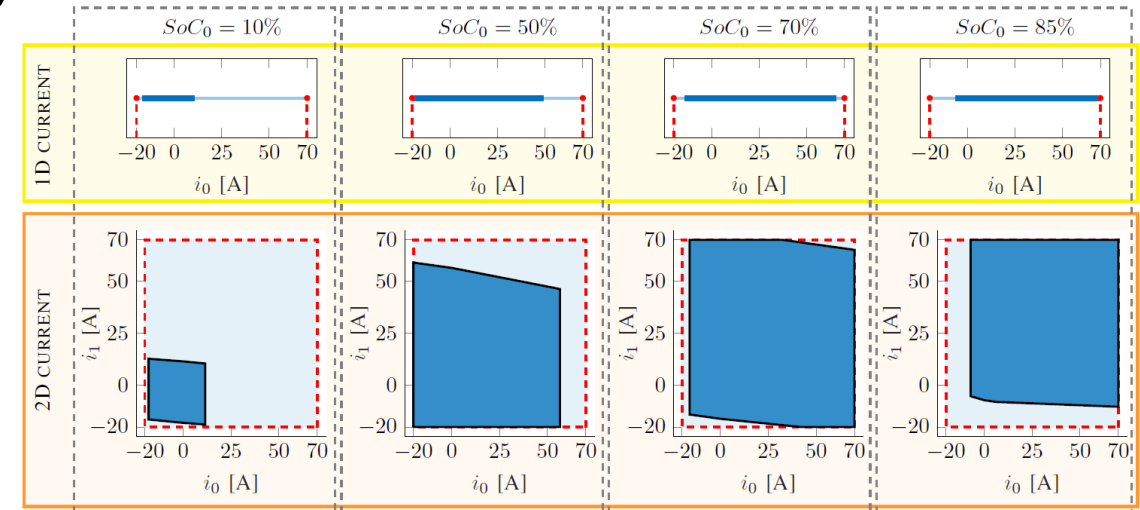 SoC₀ = 10% SoC₀ = 50% SoC₀ = 70% SoC₀ = 85%
1D CURRENT
−20 0 25 50 70 −20 0 25 50 70 −20 0 25 50 70 −20 0 25 50 70
i₀ [A] i₀ [A] i₀ [A] i₀ [A]
2D CURRENT
70 70 70 70
50 50 50 50
i₁ [A] i₁ [A] i₁ [A] i₁ [A]
25 25 25 25
0 0 0 0
−20 −20 −20 −20
−20 0 25 50 70 −20 0 25 50 70 −20 0 25 50 70 −20 0 25 50 70
i₀ [A] i₀ [A] i₀ [A] i₀ [A]